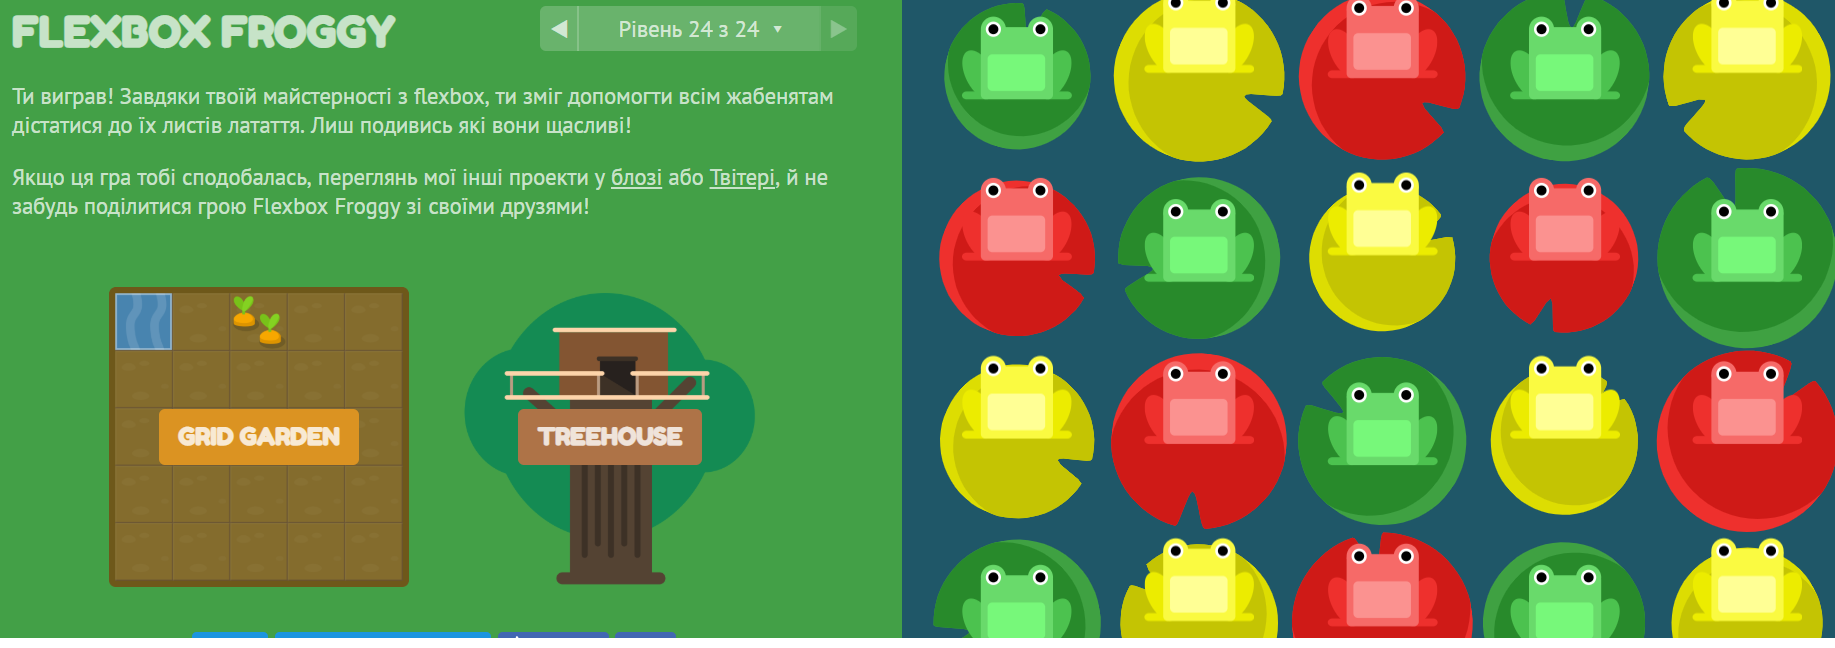 FLEXBOX FROGGY
Рівень 24 з 24
Ти виграв! Завдяки твоїй майстерності з flexbox, ти зміг допомогти всім жабенятам
дістатися до їх листів латаття. Лиш подивись які вони щасливі!
Якщо ця гра тобі сподобалась, переглянь мої інші проекти у блозі або Твітері, й не
забудь поділитися грою Flexbox Froggy зі своїми друзями!
GRID GARDEN
TREEHOUSE